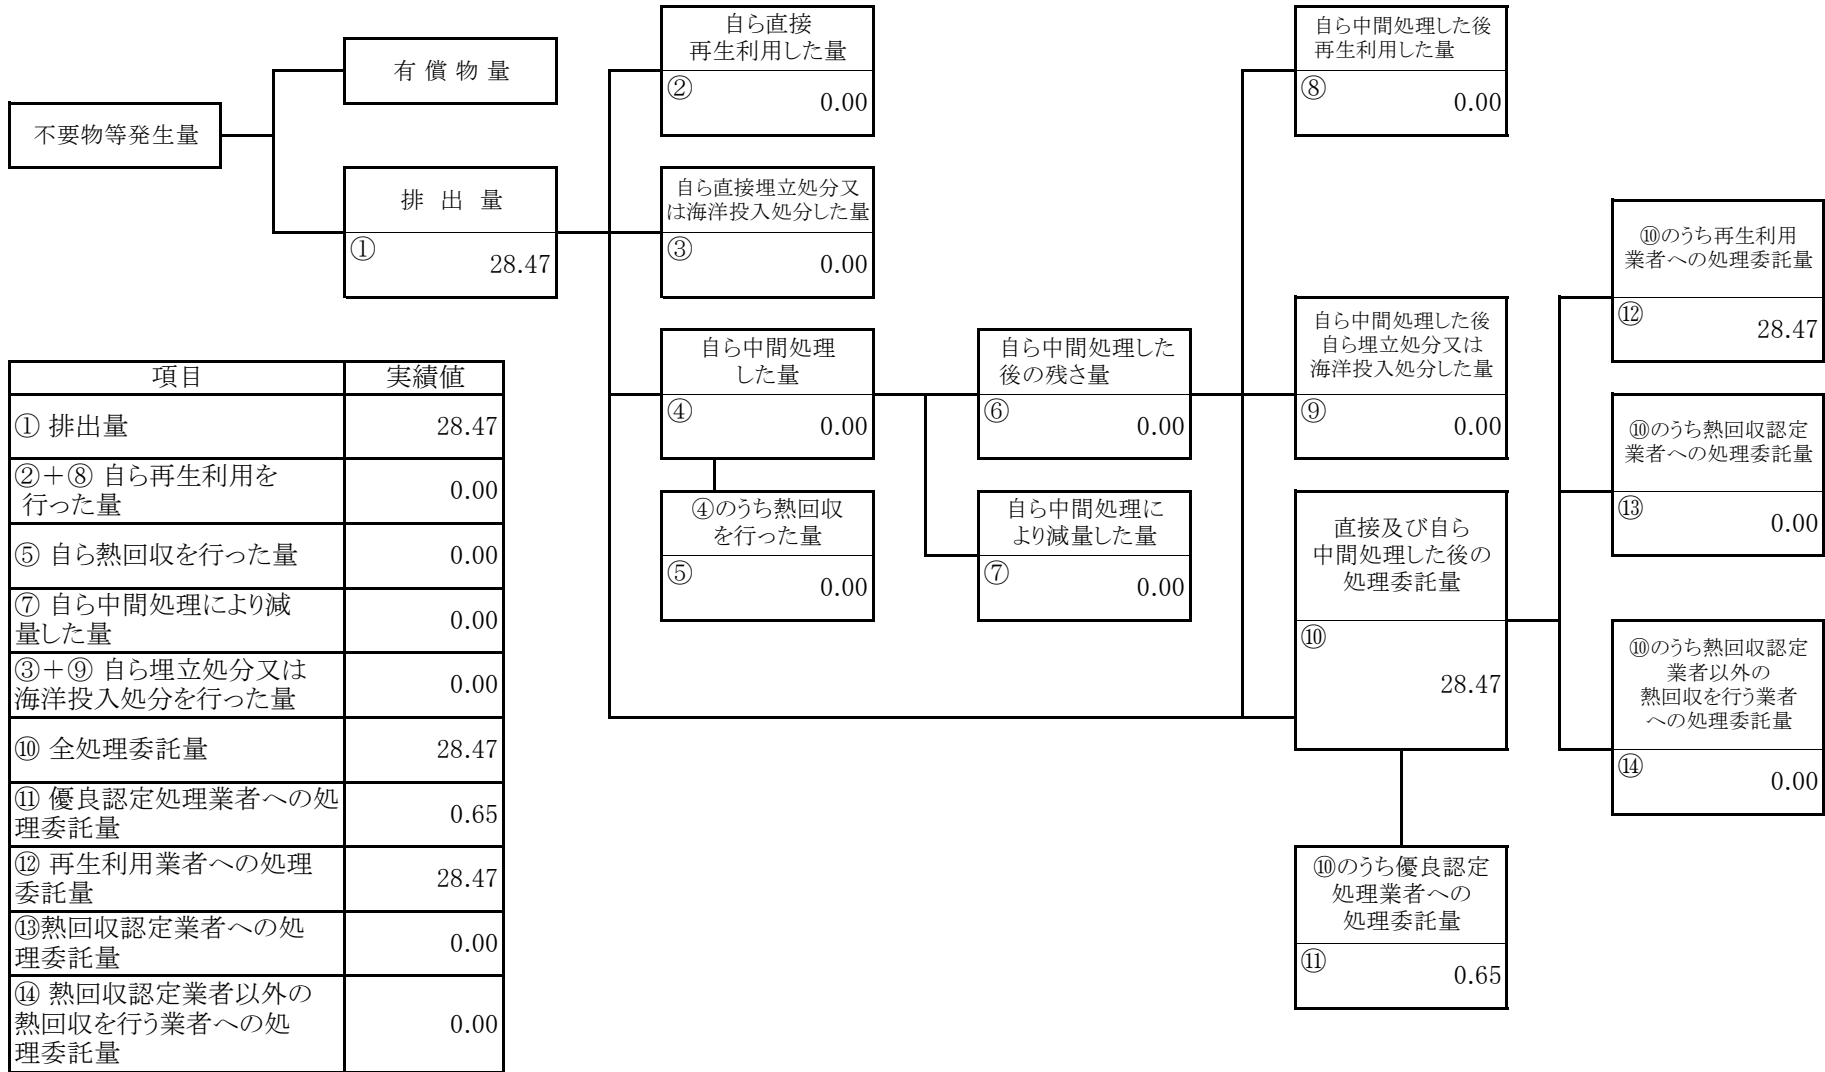 不要物等発生量
有 償 物 量
排 出 量
①
28.47
自ら直接
再生利用した量
②
0.00
自ら直接埋立処分又
は海洋投入処分した量
③
0.00
自ら中間処理
した量
④
0.00
④のうち熱回収
を行った量
⑤
0.00
自ら中間処理した
後の残さ量
⑥
0.00
自ら中間処理に
より減量した量
⑦
0.00
自ら中間処理した後
再生利用した量
⑧
0.00
自ら中間処理した後
自ら埋立処分又は
海洋投入処分した量
⑨
0.00
直接及び自ら
中間処理した後の
処理委託量
⑩
28.47
⑩のうち優良認定
処理業者への
処理委託量
⑪
0.65
⑩のうち再生利用
業者への処理委託量
⑫
28.47
⑩のうち熱回収認定
業者への処理委託量
⑬
0.00
⑩のうち熱回収認定
業者以外の
熱回収を行う業者
への処理委託量
⑭
0.00
項目 実績値
① 排出量 28.47
②＋⑧ 自ら再生利用を
行った量 0.00
⑤ 自ら熱回収を行った量 0.00
⑦ 自ら中間処理により減
量した量 0.00
③＋⑨ 自ら埋立処分又は
海洋投入処分を行った量 0.00
⑩ 全処理委託量 28.47
⑪ 優良認定処理業者への処
理委託量 0.65
⑫ 再生利用業者への処理
委託量 28.47
⑬熱回収認定業者への処
理委託量 0.00
⑭ 熱回収認定業者以外の
熱回収を行う業者への処
理委託量 0.00